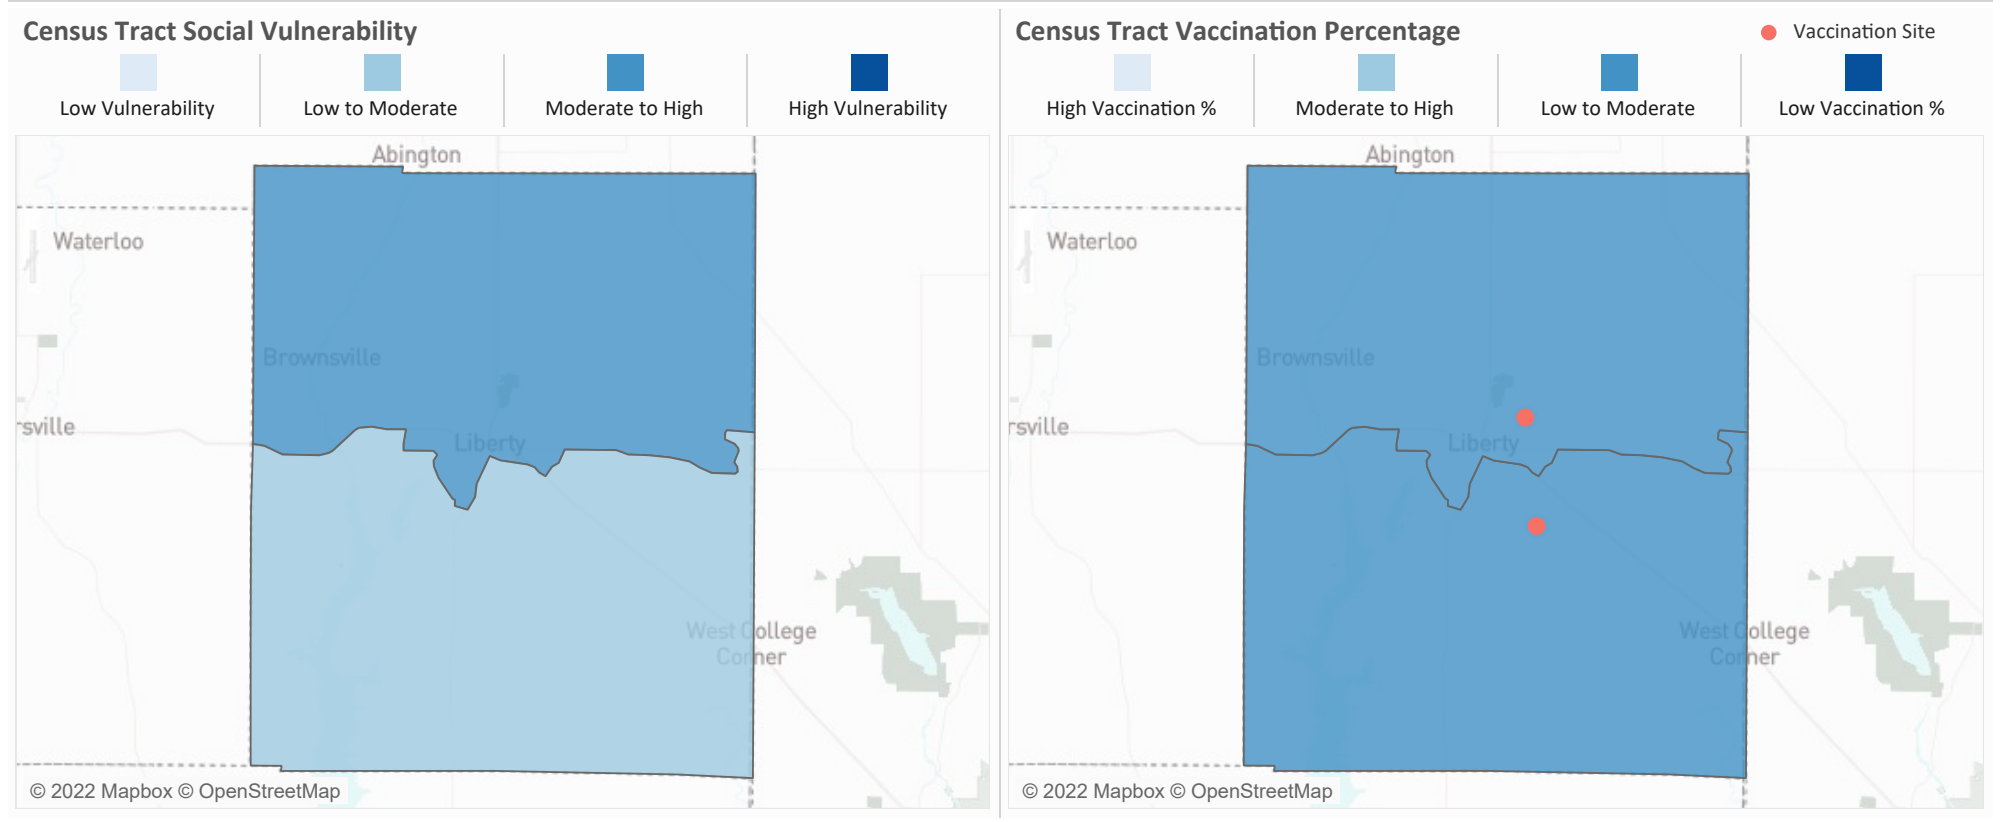 Census Tract Social Vulnerability
Low Vulnerability
Low to Moderate
Moderate to High
High Vulnerability
Abington
Waterloo
Brownsville
rsville
Liberty
West College
Corner
© 2022 Mapbox © OpenStreetMap
Census Tract Vaccination Percentage
Vaccination Site
High Vaccination %
Moderate to High
Low to Moderate
Low Vaccination %
Abington
Waterloo
Brownsville
rsville
Liberty
West College
Corner
© 2022 Mapbox © OpenStreetMap